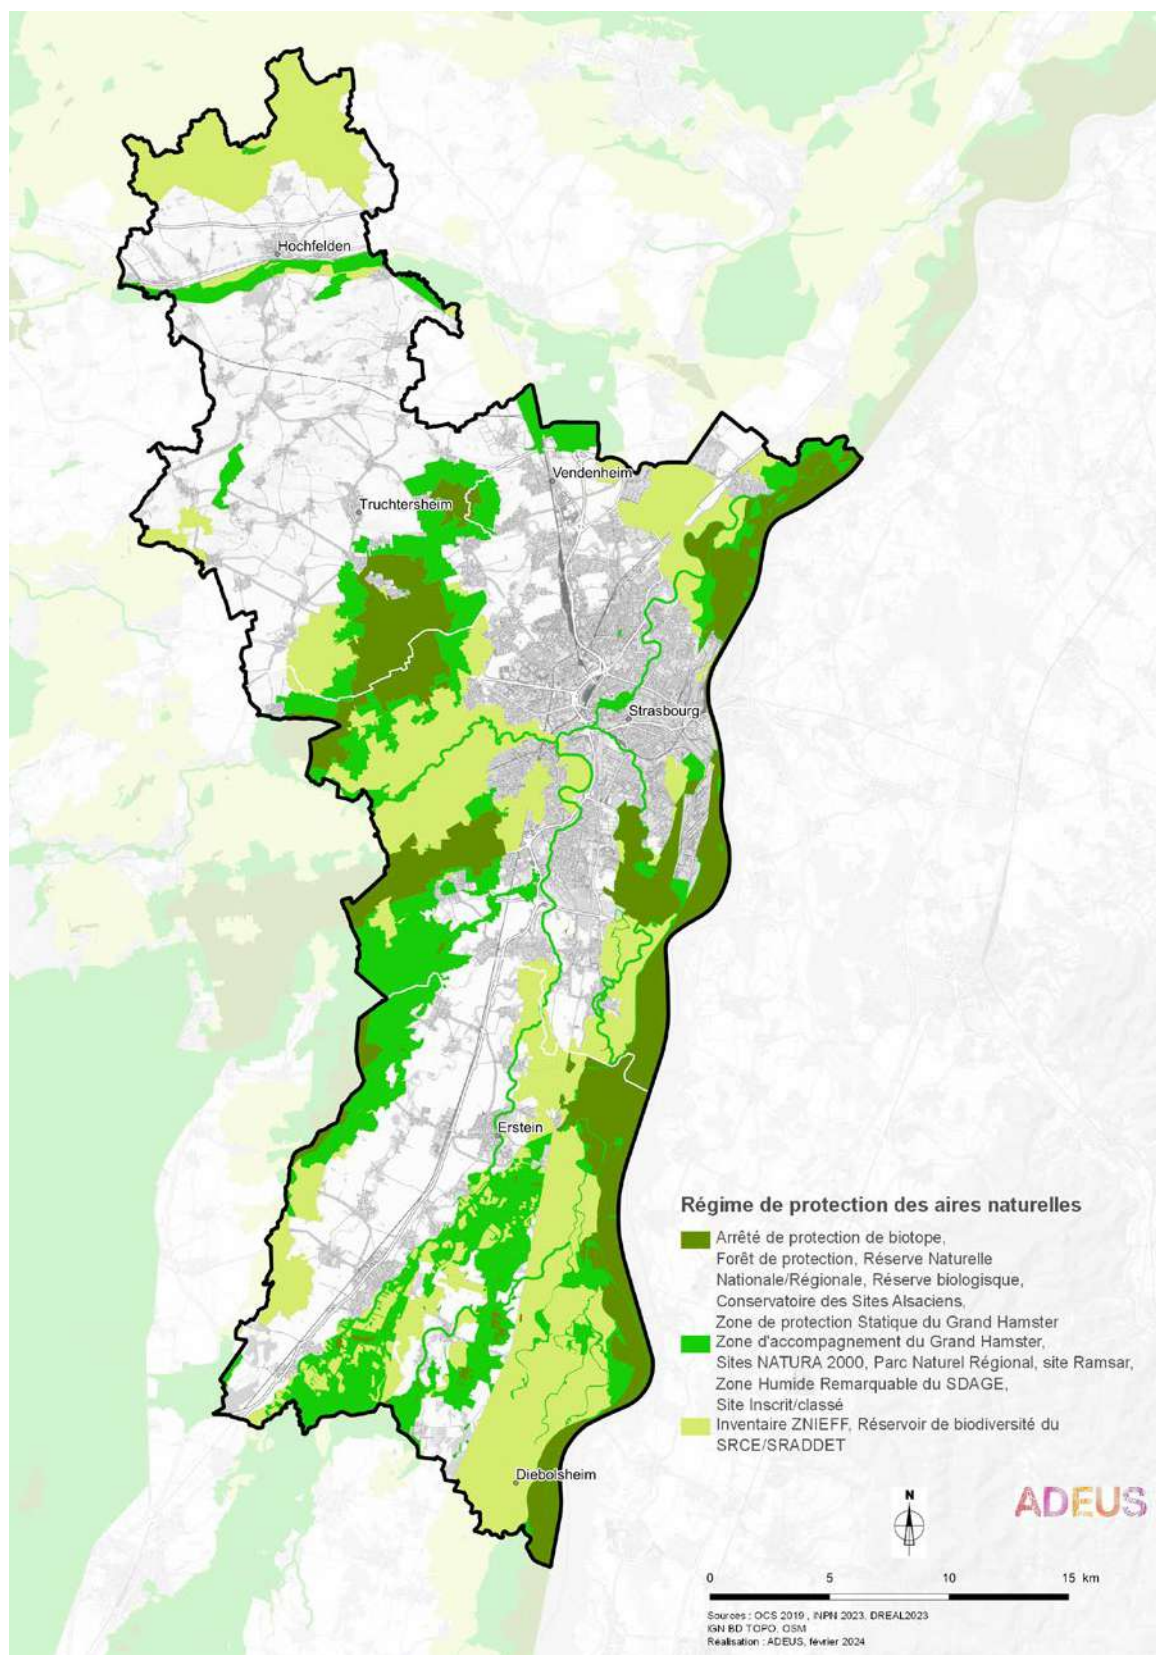 Hochfelden
Vendenheim
Truchtersheim
Strasbourg
Erstein
Diebolsheim
Régime de protection des aires naturelles
Arrêté de protection de biotope,
Forêt de protection, Réserve Naturelle
Nationale/Régionale, Réserve biologisque,
Conservatoire des Sites Alsaciens,
Zone de protection Statique du Grand Hamster
Zone d'accompagnement du Grand Hamster,
Sites NATURA 2000, Parc Naturel Régional, site Ramsar,
Zone Humide Remarquable du SDAGE,
Site Inscrit/classé
Inventaire ZNIEFF, Réservoir de biodiversité du
SRCE/SRADDET
N
ADEUS
0 5 10 15 km
Sources : OCS 2019 , INPN 2023, DREAL2023
IGN BD TOPO, OSM
Réalisation : ADEUS, février 2024